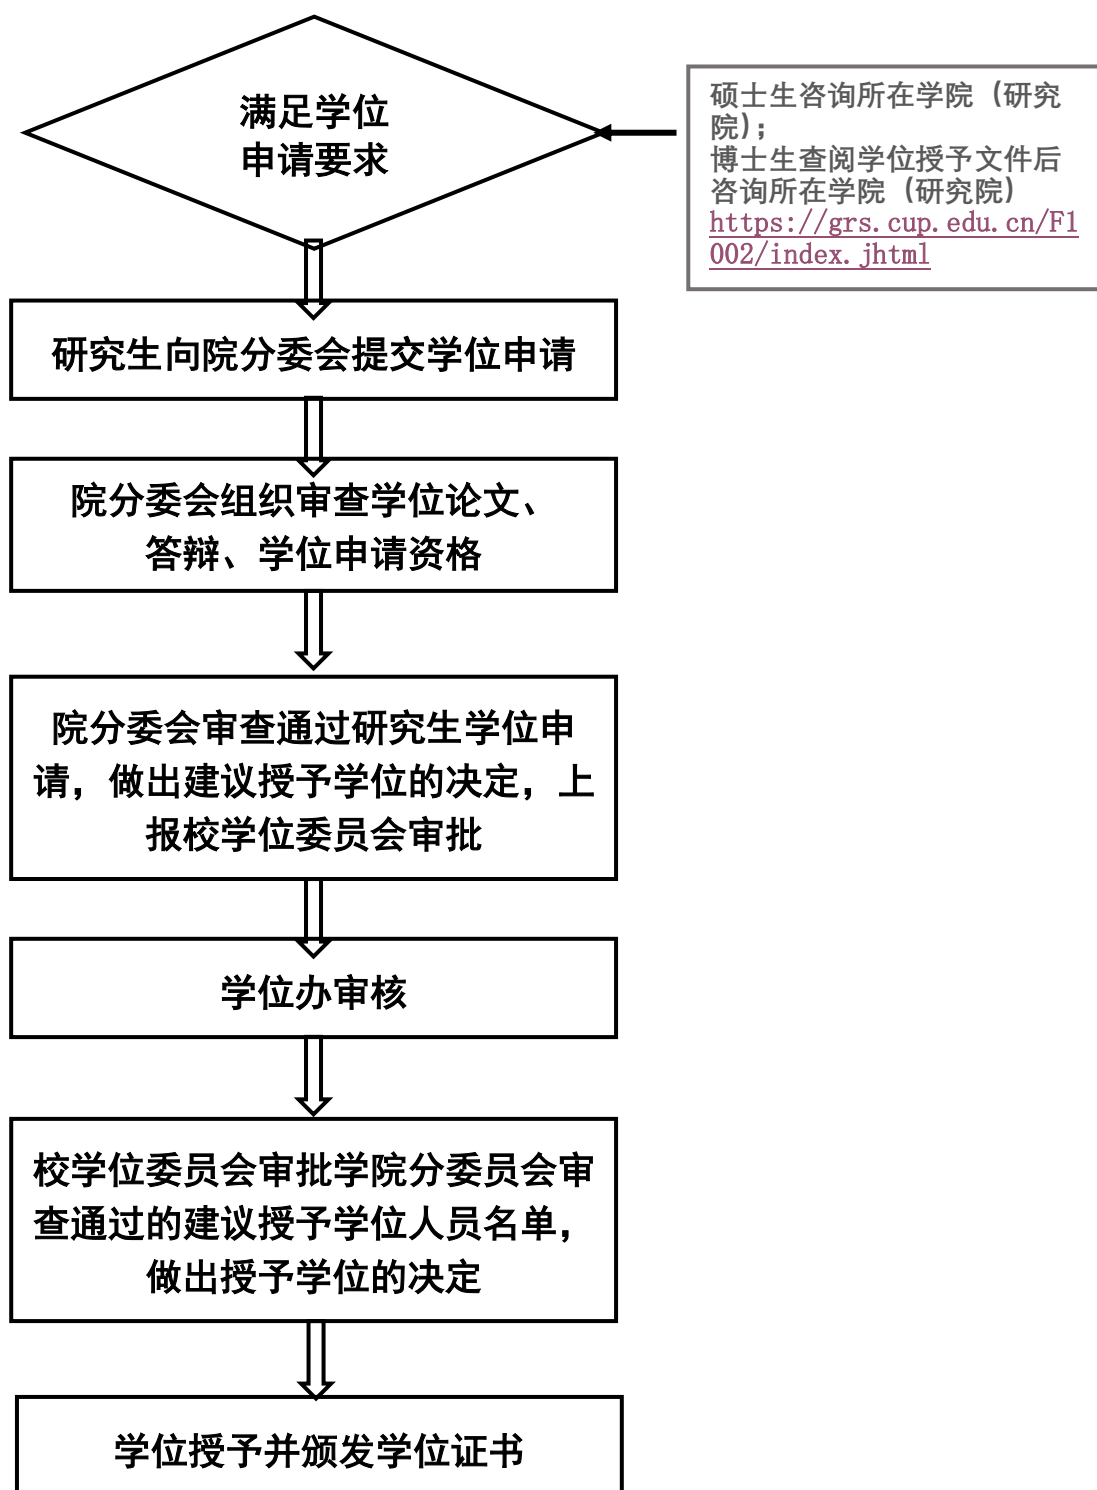 满足学位
申请要求
硕士生咨询所在学院（研究
院）；
博士生查阅学位授予文件后
咨询所在学院（研究院）
https://grs.cup.edu.cn/F1
002/index.jhtml
研究生向院分委会提交学位申请
院分委会组织审查学位论文、
答辩、学位申请资格
院分委会审查通过研究生学位申
请，做出建议授予学位的决定，上
报校学位委员会审批
学位办审核
校学位委员会审批学院分委员会审
查通过的建议授予学位人员名单，
做出授予学位的决定
学位授予并颁发学位证书